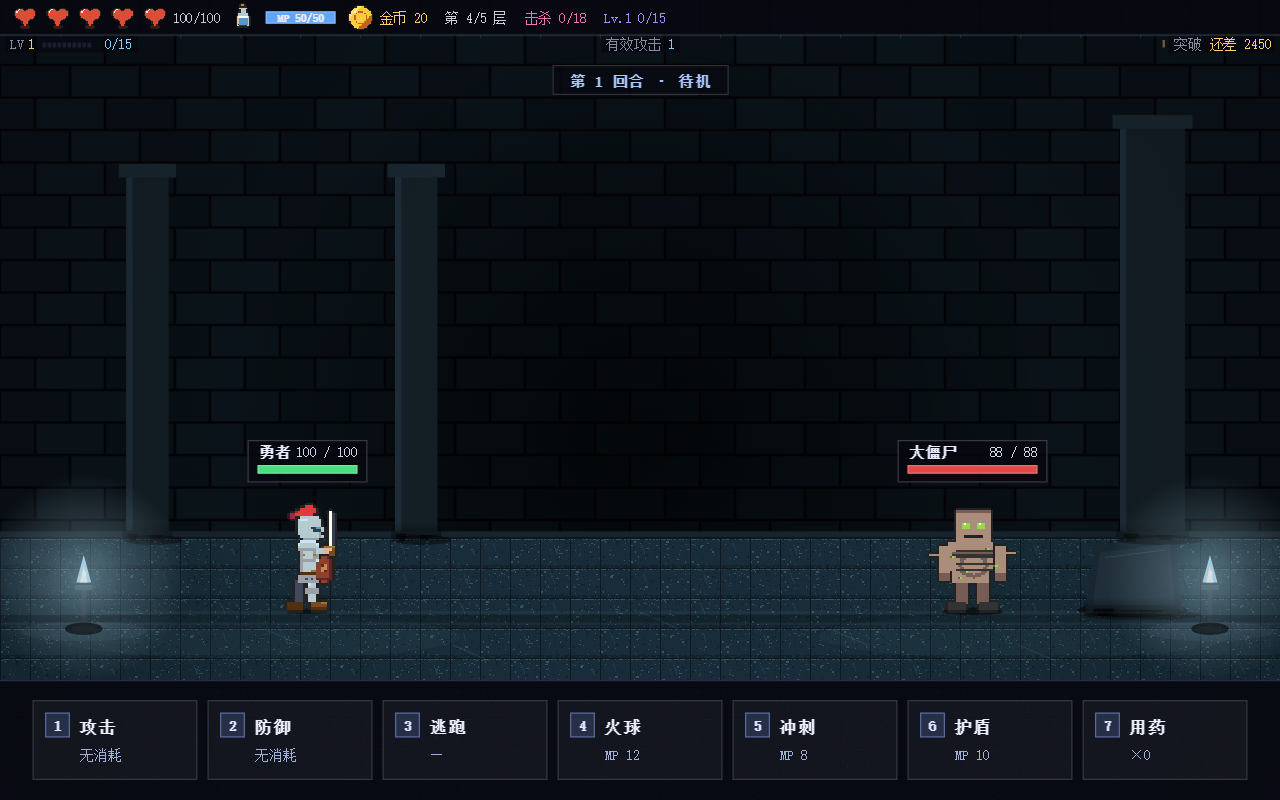 100/100 MP 50/50 金币 20 第 4/5 层 击杀 0/18 Lv.1 0/15
LV 1 0/15 有效攻击 1 突破 还差 2450
第 1 回合 · 待机
勇者 100 / 100
大僵尸 88 / 88
1 攻击
无消耗
2 防御
无消耗
3 逃跑
—
4 火球
MP 12
5 冲刺
MP 8
6 护盾
MP 10
7 用药
×0